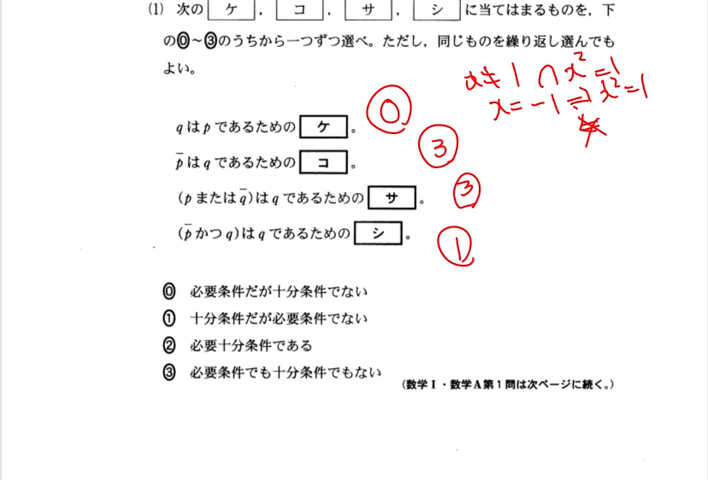 (1) 次の ケ , コ , サ , シ に当てはまるものを, 下
の⓪～③のうちから一つずつ選べ。ただし, 同じものを繰り返し選んでも
よい。
x≠1 ∩ x²=1
x=-1 ⇄ x²=1
qはpであるための ケ 。 ⓪
p̄はqであるための コ 。 ③
(pまたはq̄)はqであるための サ 。 ③
(p̄かつq)はqであるための シ 。 ①
⓪ 必要条件だが十分条件でない
① 十分条件だが必要条件でない
② 必要十分条件である
③ 必要条件でも十分条件でもない
(数学Ⅰ・数学A第1問は次ページに続く。)